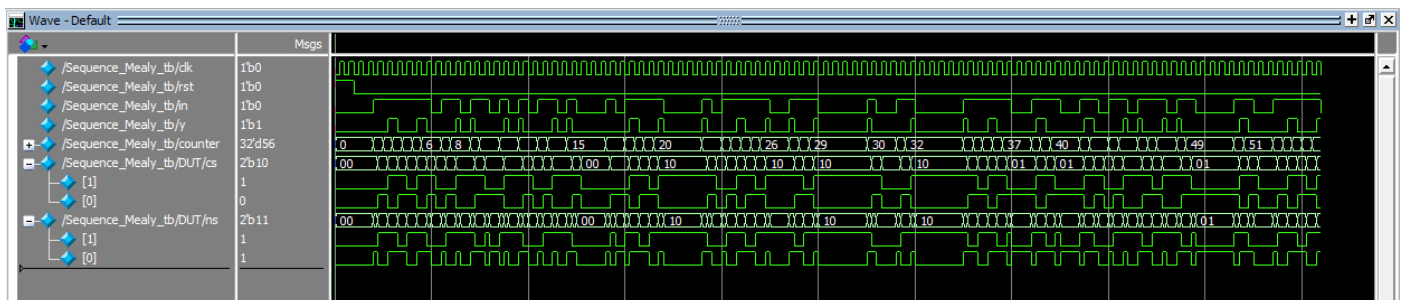 Wave - Default
Msgs
/Sequence_Mealy_tb/clk 1'b0
/Sequence_Mealy_tb/rst 1'b0
/Sequence_Mealy_tb/in 1'b0
/Sequence_Mealy_tb/y 1'b1
/Sequence_Mealy_tb/counter 32'd56 0 6 8 15 20 26 29 30 32 37 40 49 51
/Sequence_Mealy_tb/DUT/cs 2'b10 00 00 10 10 10 10 01 01 01
[1] 1
[0] 0
/Sequence_Mealy_tb/DUT/ns 2'b11 00 00 10 10 10 01
[1] 1
[0] 1